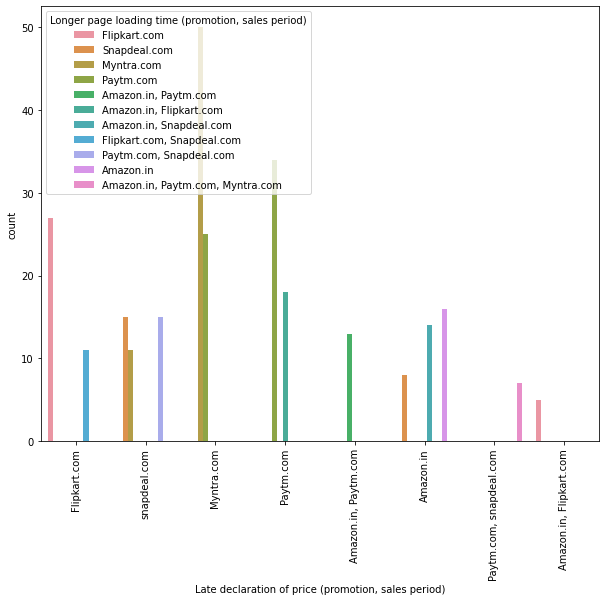 Longer page loading time (promotion, sales period)
Flipkart.com
Snapdeal.com
Myntra.com
Paytm.com
Amazon.in, Paytm.com
Amazon.in, Flipkart.com
Amazon.in, Snapdeal.com
Flipkart.com, Snapdeal.com
Paytm.com, Snapdeal.com
Amazon.in
Amazon.in, Paytm.com, Myntra.com
50
40
30
20
10
0
count
Flipkart.com
snapdeal.com
Myntra.com
Paytm.com
Amazon.in, Paytm.com
Amazon.in
Paytm.com, snapdeal.com
Amazon.in, Flipkart.com
Late declaration of price (promotion, sales period)